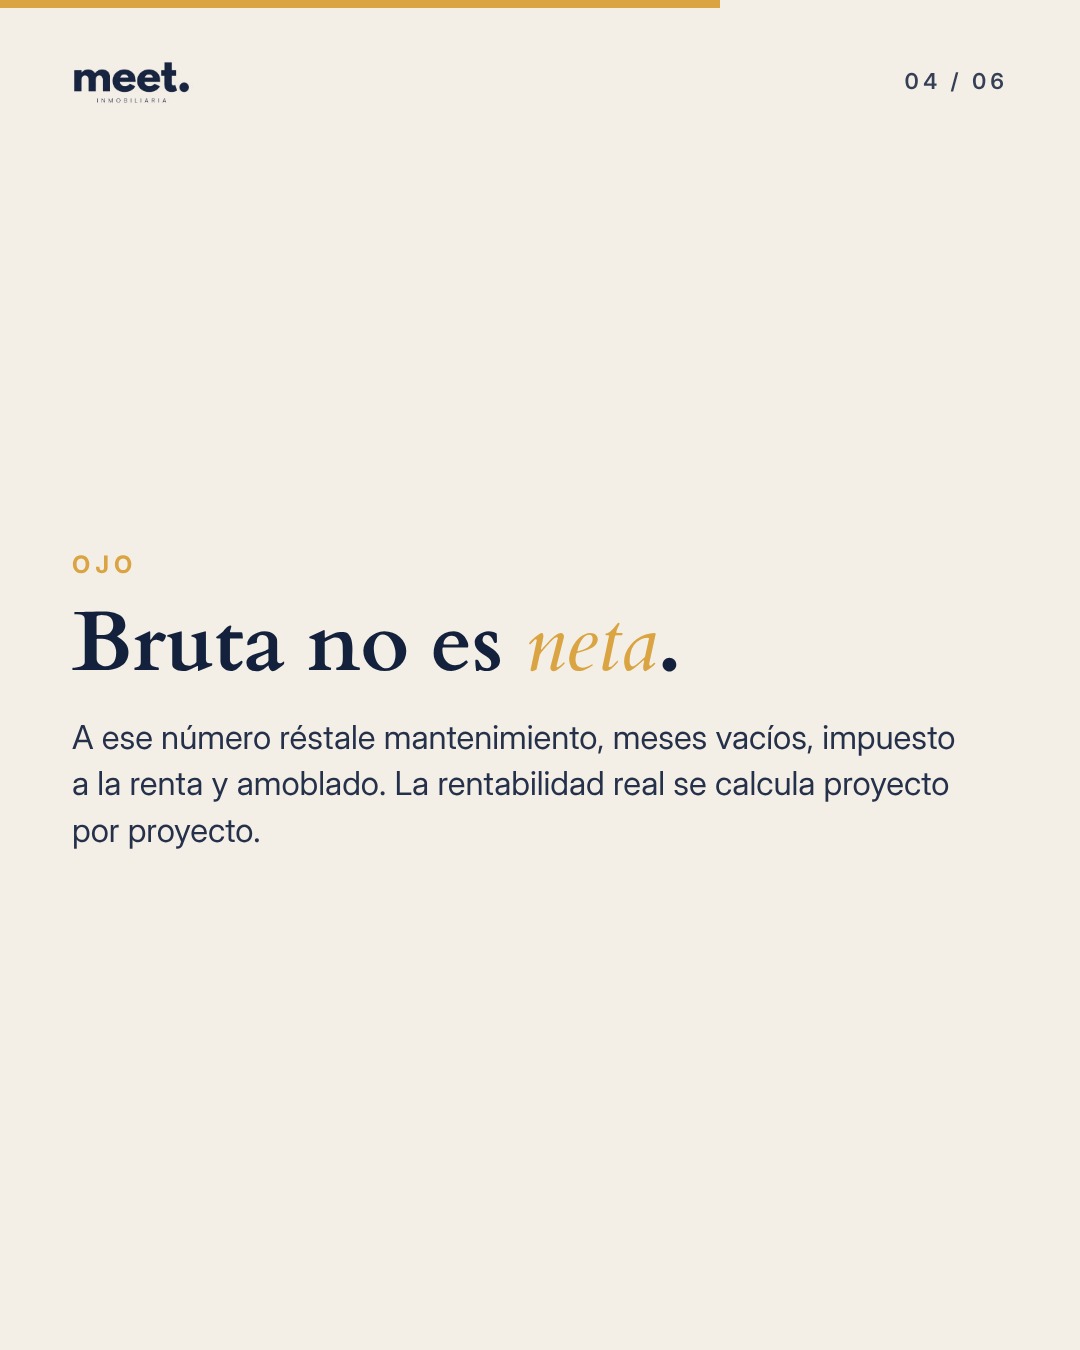 meet.
INMOBILIARIA
04 / 06
OJO
Bruta no es neta.
A ese número réstale mantenimiento, meses vacíos, impuesto
a la renta y amoblado. La rentabilidad real se calcula proyecto
por proyecto.